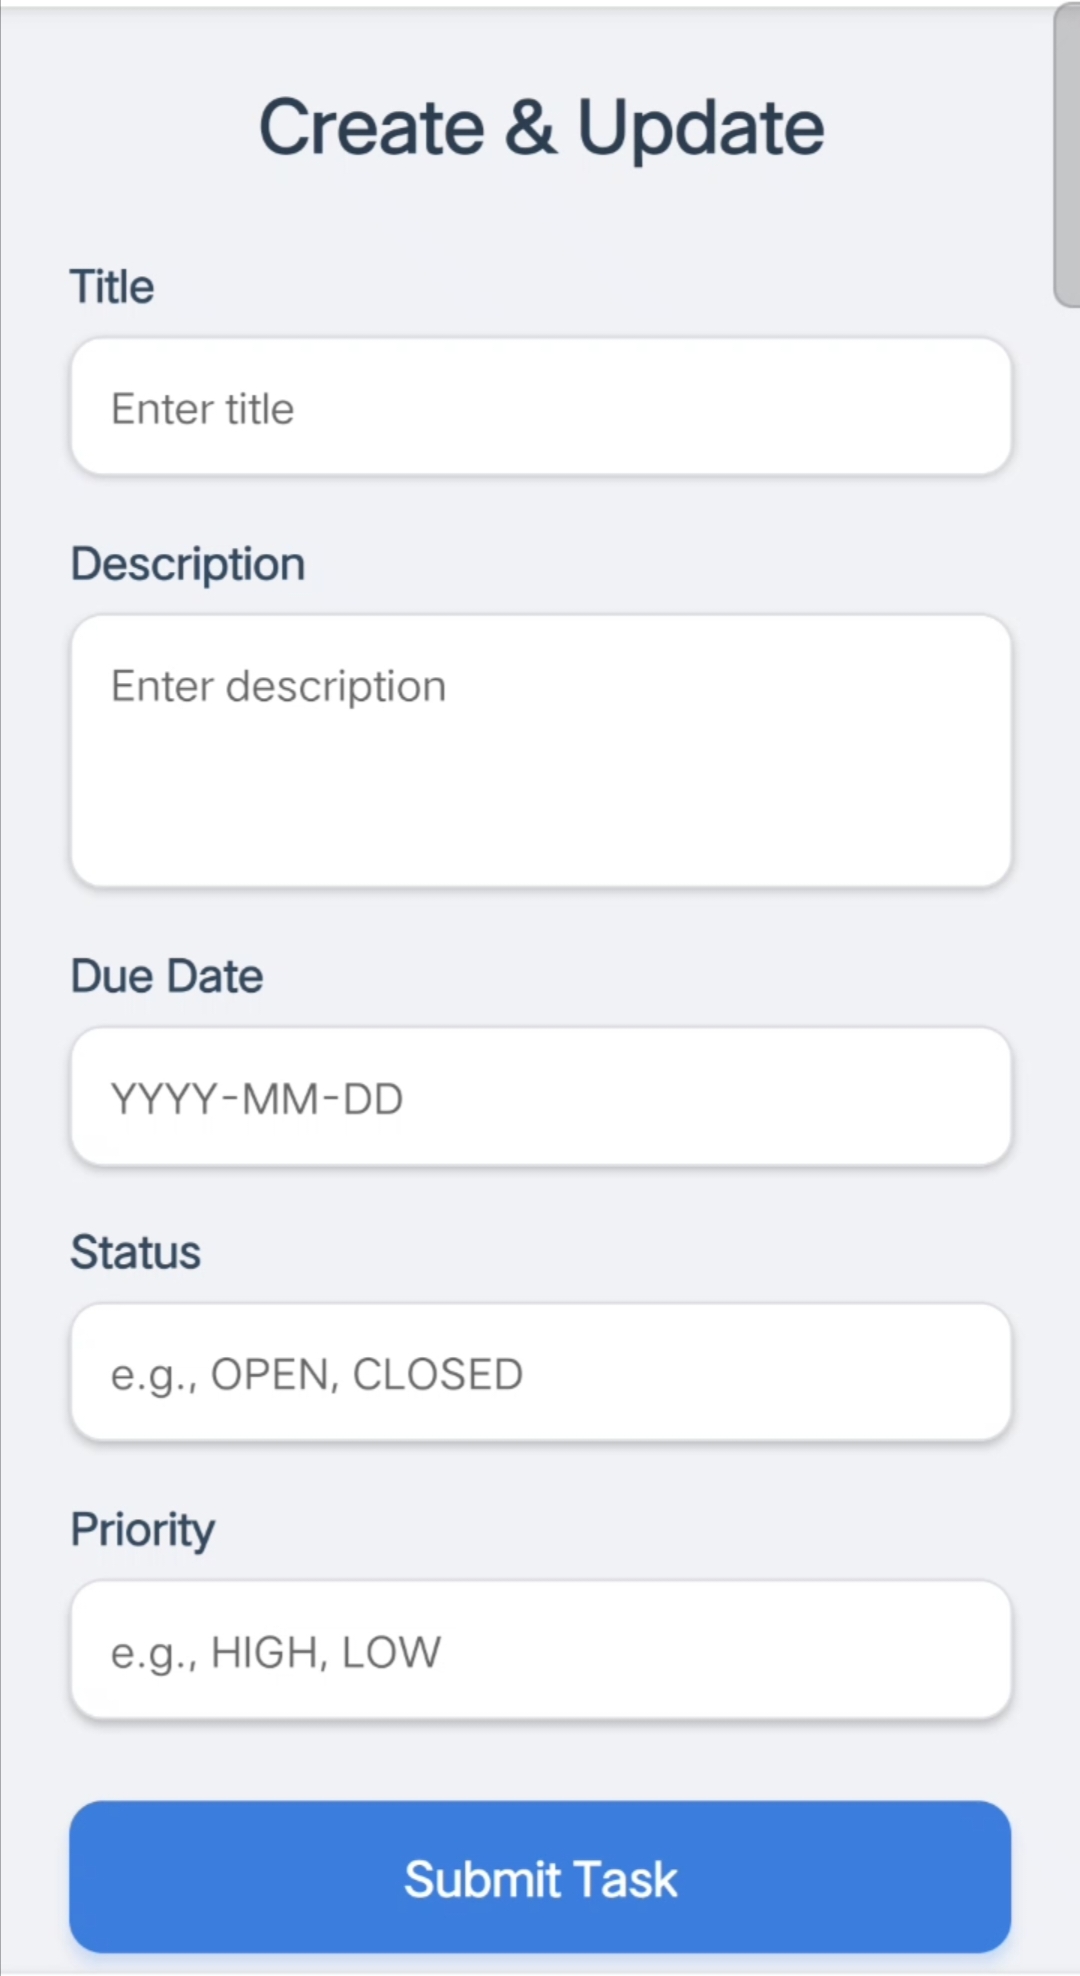 Create & Update
Title
Enter title
Description
Enter description
Due Date
YYYY-MM-DD
Status
e.g., OPEN, CLOSED
Priority
e.g., HIGH, LOW
Submit Task